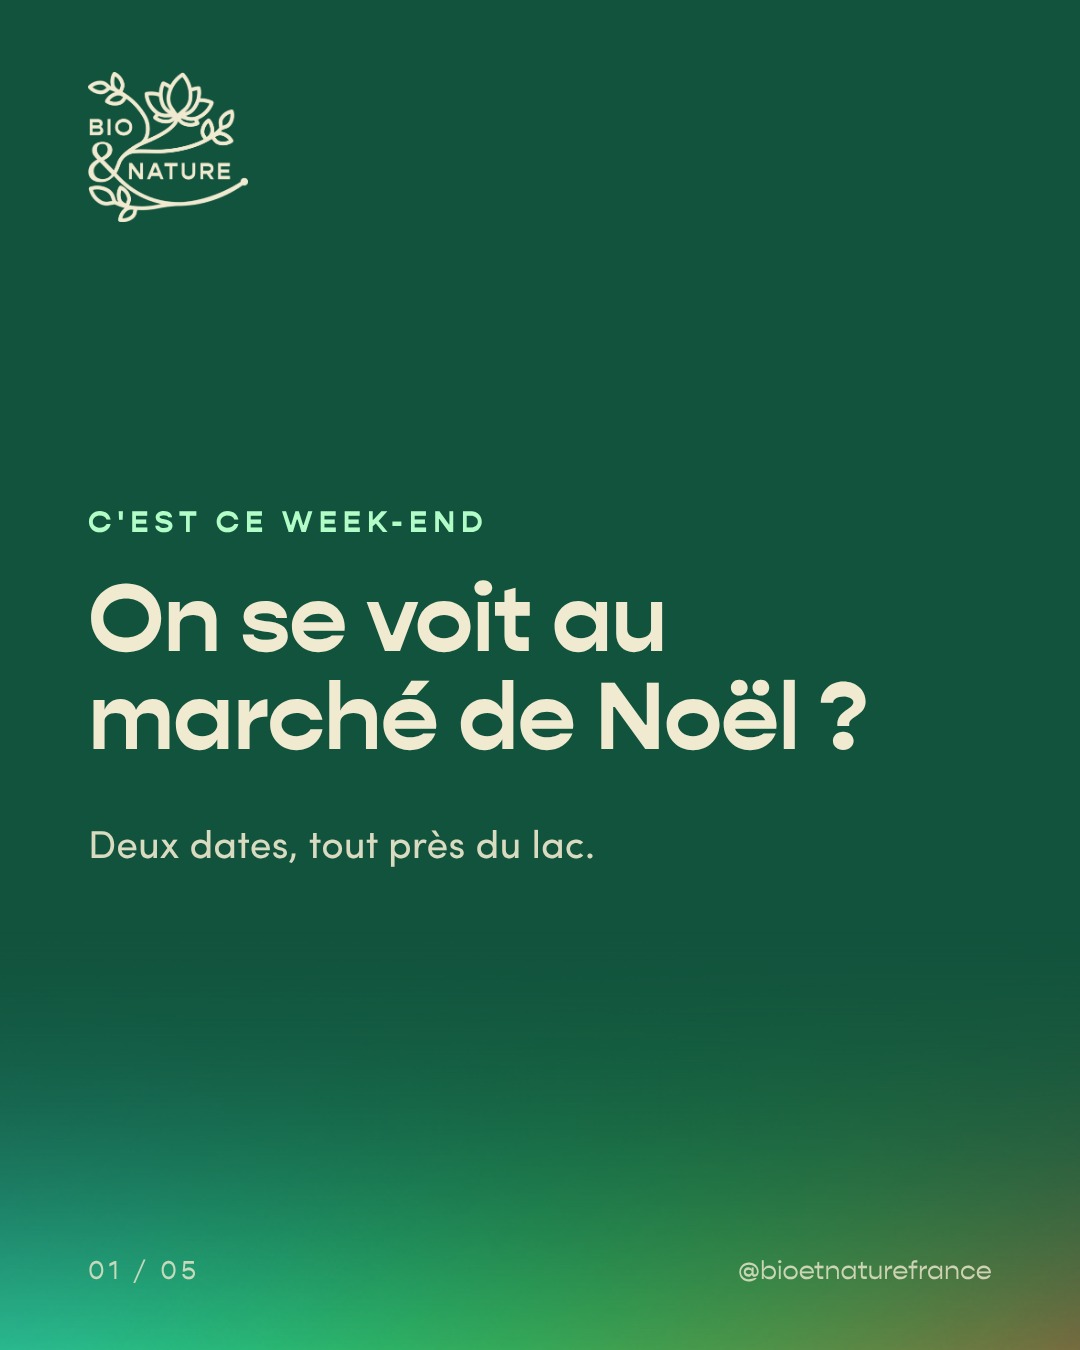 BIO
& NATURE
C'EST CE WEEK-END
On se voit au
marché de Noël ?
Deux dates, tout près du lac.
01 / 05
@bioetnaturefrance